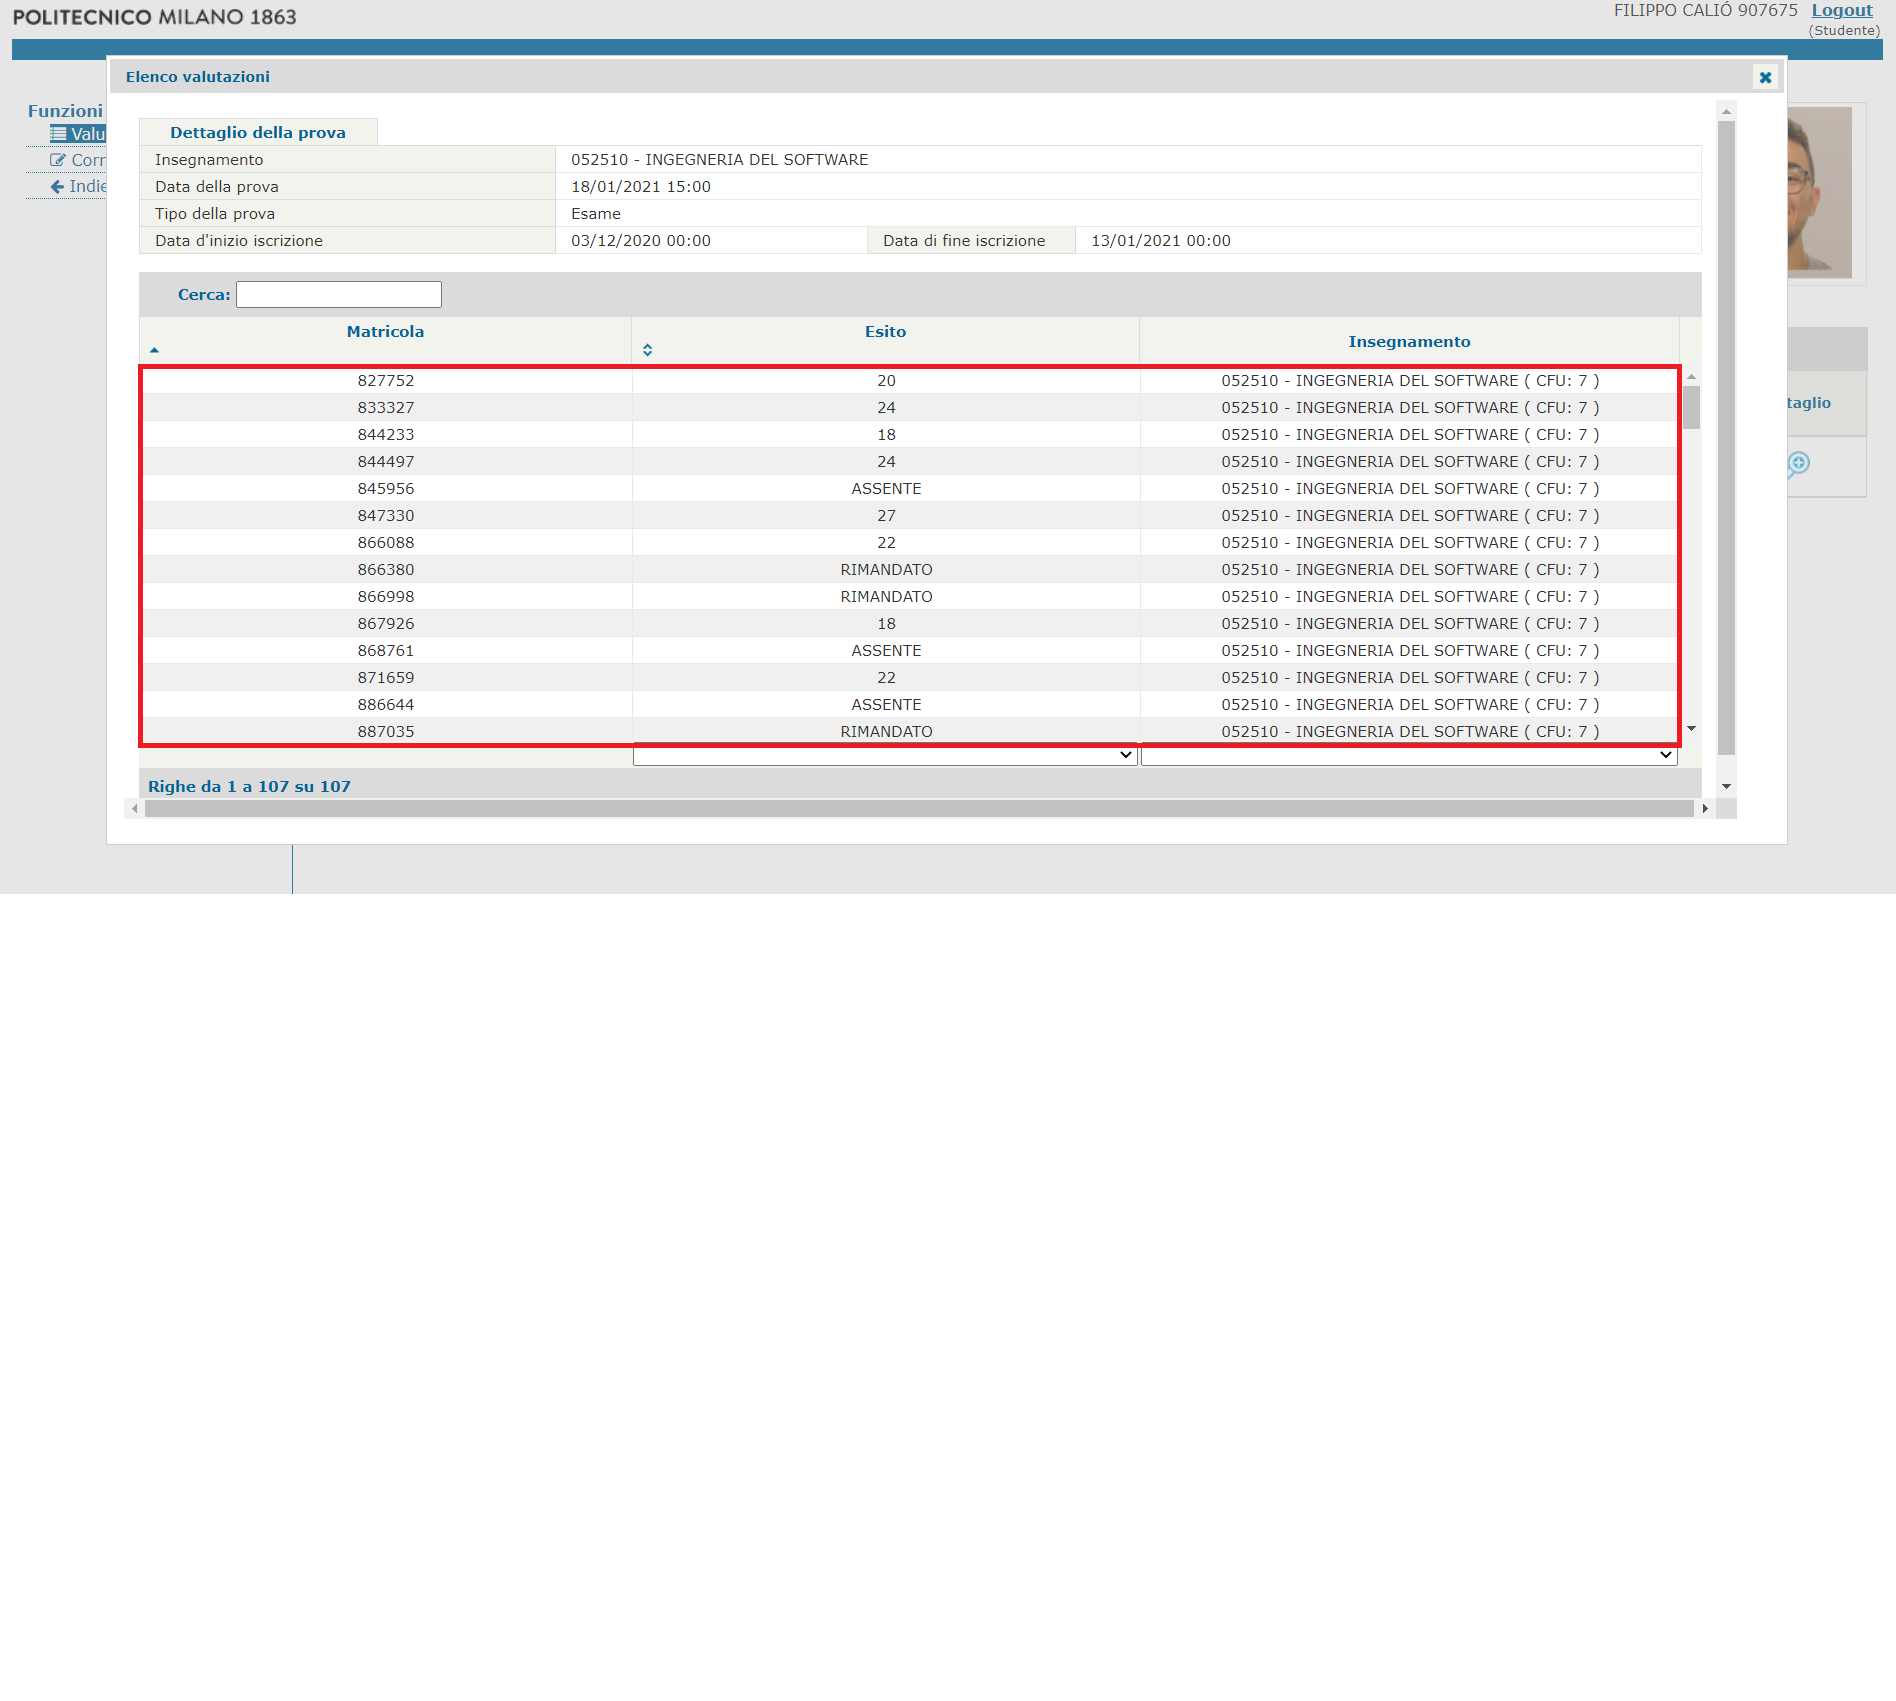 POLITECNICO MILANO 1863
FILIPPO CALIÓ 907675 Logout
(Studente)
Elenco valutazioni
Funzioni
Dettaglio della prova
Insegnamento 052510 - INGEGNERIA DEL SOFTWARE
Data della prova 18/01/2021 15:00
Tipo della prova Esame
Data d'inizio iscrizione 03/12/2020 00:00 Data di fine iscrizione 13/01/2021 00:00
Cerca:
Matricola Esito Insegnamento
827752 20 052510 - INGEGNERIA DEL SOFTWARE ( CFU: 7 )
833327 24 052510 - INGEGNERIA DEL SOFTWARE ( CFU: 7 )
844233 18 052510 - INGEGNERIA DEL SOFTWARE ( CFU: 7 )
844497 24 052510 - INGEGNERIA DEL SOFTWARE ( CFU: 7 )
845956 ASSENTE 052510 - INGEGNERIA DEL SOFTWARE ( CFU: 7 )
847330 27 052510 - INGEGNERIA DEL SOFTWARE ( CFU: 7 )
866088 22 052510 - INGEGNERIA DEL SOFTWARE ( CFU: 7 )
866380 RIMANDATO 052510 - INGEGNERIA DEL SOFTWARE ( CFU: 7 )
866998 RIMANDATO 052510 - INGEGNERIA DEL SOFTWARE ( CFU: 7 )
867926 18 052510 - INGEGNERIA DEL SOFTWARE ( CFU: 7 )
868761 ASSENTE 052510 - INGEGNERIA DEL SOFTWARE ( CFU: 7 )
871659 22 052510 - INGEGNERIA DEL SOFTWARE ( CFU: 7 )
886644 ASSENTE 052510 - INGEGNERIA DEL SOFTWARE ( CFU: 7 )
887035 RIMANDATO 052510 - INGEGNERIA DEL SOFTWARE ( CFU: 7 )
Righe da 1 a 107 su 107